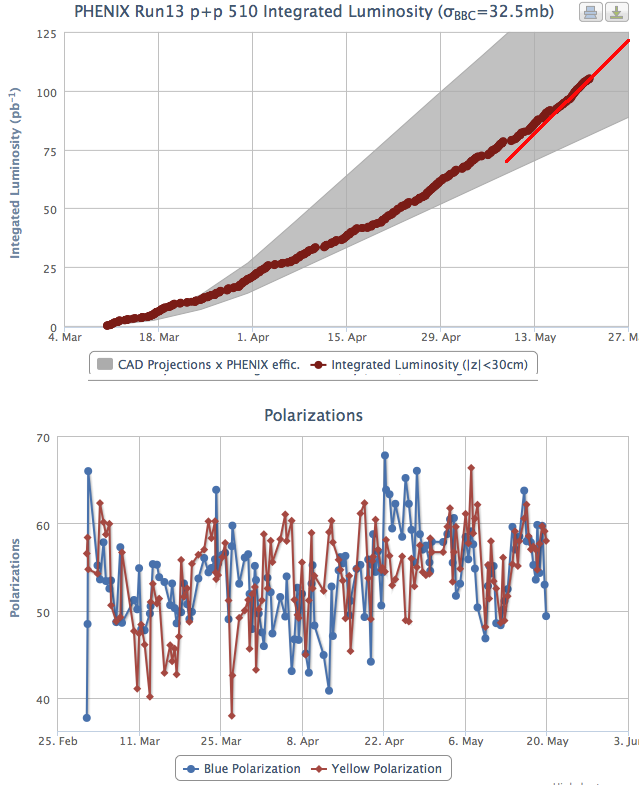 PHENIX Run13 p+p 510 Integrated Luminosity (σBBC=32.5mb)
Integated Luminosity (pb⁻¹)
125
100
75
50
25
0
4. Mar
18. Mar
1. Apr
15. Apr
29. Apr
13. May
27. M
CAD Projections x PHENIX effic.
Integrated Luminosity (|z|<30cm)
Polarizations
Polarizations
70
60
50
40
25. Feb
11. Mar
25. Mar
8. Apr
22. Apr
6. May
20. May
3. Ju
Blue Polarization
Yellow Polarization